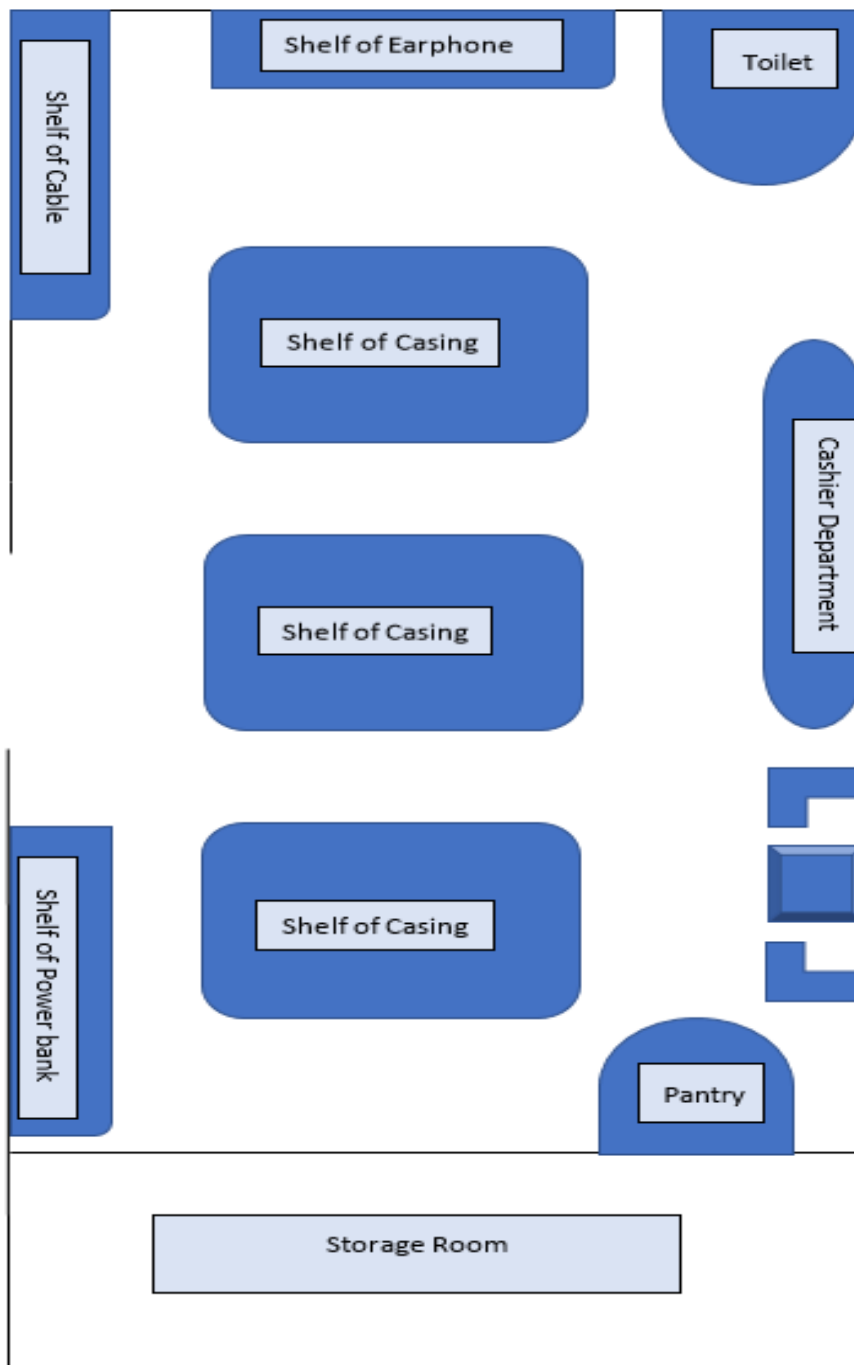 Shelf of Earphone
Toilet
Shelf of Cable
Shelf of Casing
Cashier Department
Shelf of Casing
Shelf of Casing
Shelf of Power bank
Pantry
Storage Room